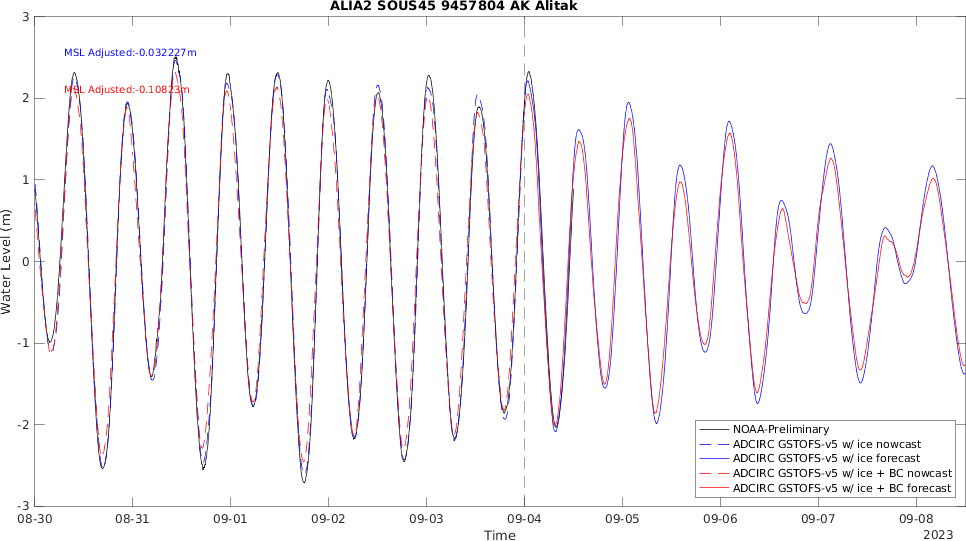 ALIA2 SOUS45 9457804 AK Alitak
MSL Adjusted:-0.032227m
MSL Adjusted:-0.10823m
Water Level (m)
3
2
1
0
-1
-2
-3
NOAA-Preliminary
ADCIRC GSTOFS-v5 w/ ice nowcast
ADCIRC GSTOFS-v5 w/ ice forecast
ADCIRC GSTOFS-v5 w/ ice + BC nowcast
ADCIRC GSTOFS-v5 w/ ice + BC forecast
08-30 08-31 09-01 09-02 09-03 09-04 09-05 09-06 09-07 09-08
Time
2023